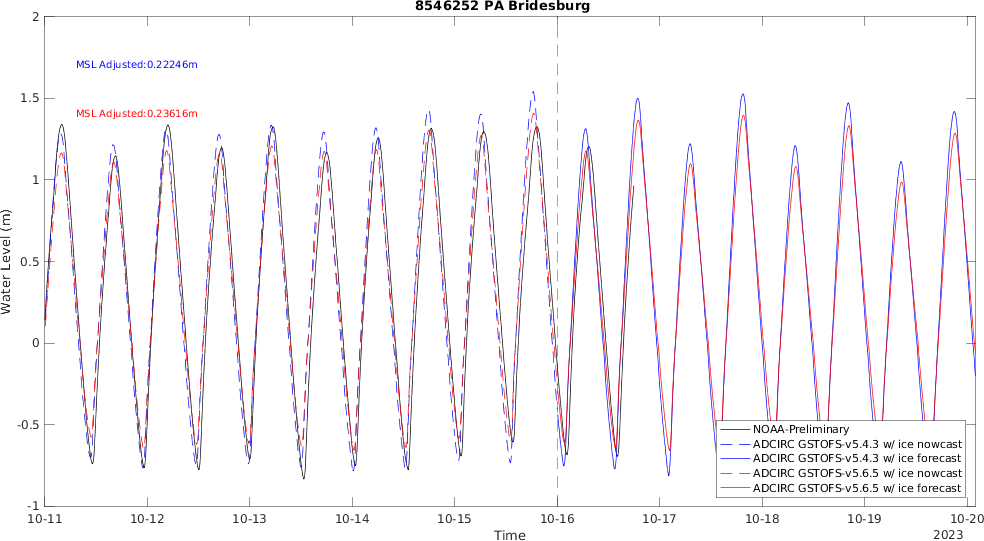 8546252 PA Bridesburg
2
1.5
1
0.5
0
-0.5
-1
Water Level (m)
MSL Adjusted:0.22246m
MSL Adjusted:0.23616m
NOAA-Preliminary
ADCIRC GSTOFS-v5.4.3 w/ ice nowcast
ADCIRC GSTOFS-v5.4.3 w/ ice forecast
ADCIRC GSTOFS-v5.6.5 w/ ice nowcast
ADCIRC GSTOFS-v5.6.5 w/ ice forecast
10-11 10-12 10-13 10-14 10-15 10-16 10-17 10-18 10-19 10-20
2023
Time